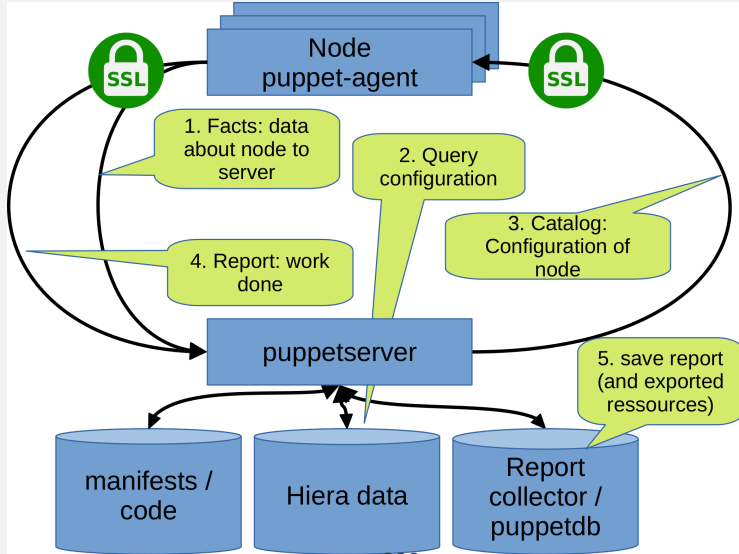 Node
puppet-agent
SSL
SSL
1. Facts: data
about node to
server
2. Query
configuration
3. Catalog:
Configuration of
node
4. Report: work
done
puppetserver
5. save report
(and exported
ressources)
manifests /
code
Hiera data
Report
collector /
puppetdb